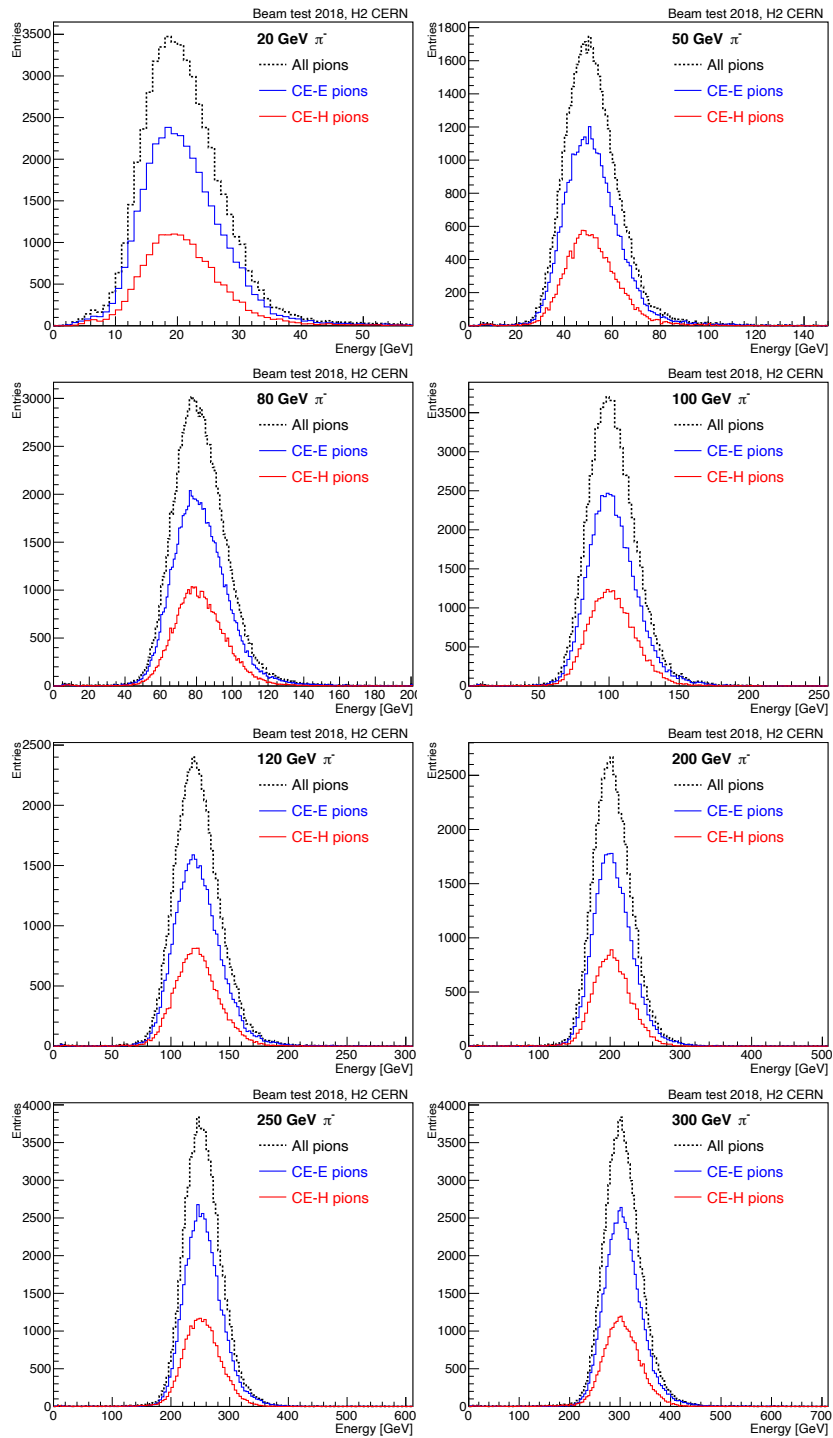 Beam test 2018, H2 CERN
Entries
3500
3000
2500
2000
1500
1000
500
0
20 GeV π-
All pions
CE-E pions
CE-H pions
0 10 20 30 40 50
Energy [GeV]
Beam test 2018, H2 CERN
Entries
1800
1600
1400
1200
1000
800
600
400
200
0
50 GeV π-
All pions
CE-E pions
CE-H pions
0 20 40 60 80 100 120 140
Energy [GeV]
Beam test 2018, H2 CERN
Entries
3000
2500
2000
1500
1000
500
0
80 GeV π-
All pions
CE-E pions
CE-H pions
0 20 40 60 80 100 120 140 160 180 200
Energy [GeV]
Beam test 2018, H2 CERN
Entries
3500
3000
2500
2000
1500
1000
500
0
100 GeV π-
All pions
CE-E pions
CE-H pions
0 50 100 150 200 250
Energy [GeV]
Beam test 2018, H2 CERN
Entries
2500
2000
1500
1000
500
0
120 GeV π-
All pions
CE-E pions
CE-H pions
0 50 100 150 200 250 300
Energy [GeV]
Beam test 2018, H2 CERN
Entries
2500
2000
1500
1000
500
0
200 GeV π-
All pions
CE-E pions
CE-H pions
0 100 200 300 400 500
Energy [GeV]
Beam test 2018, H2 CERN
Entries
4000
3500
3000
2500
2000
1500
1000
500
0
250 GeV π-
All pions
CE-E pions
CE-H pions
0 100 200 300 400 500 600
Energy [GeV]
Beam test 2018, H2 CERN
Entries
4000
3500
3000
2500
2000
1500
1000
500
0
300 GeV π-
All pions
CE-E pions
CE-H pions
0 100 200 300 400 500 600 700
Energy [GeV]